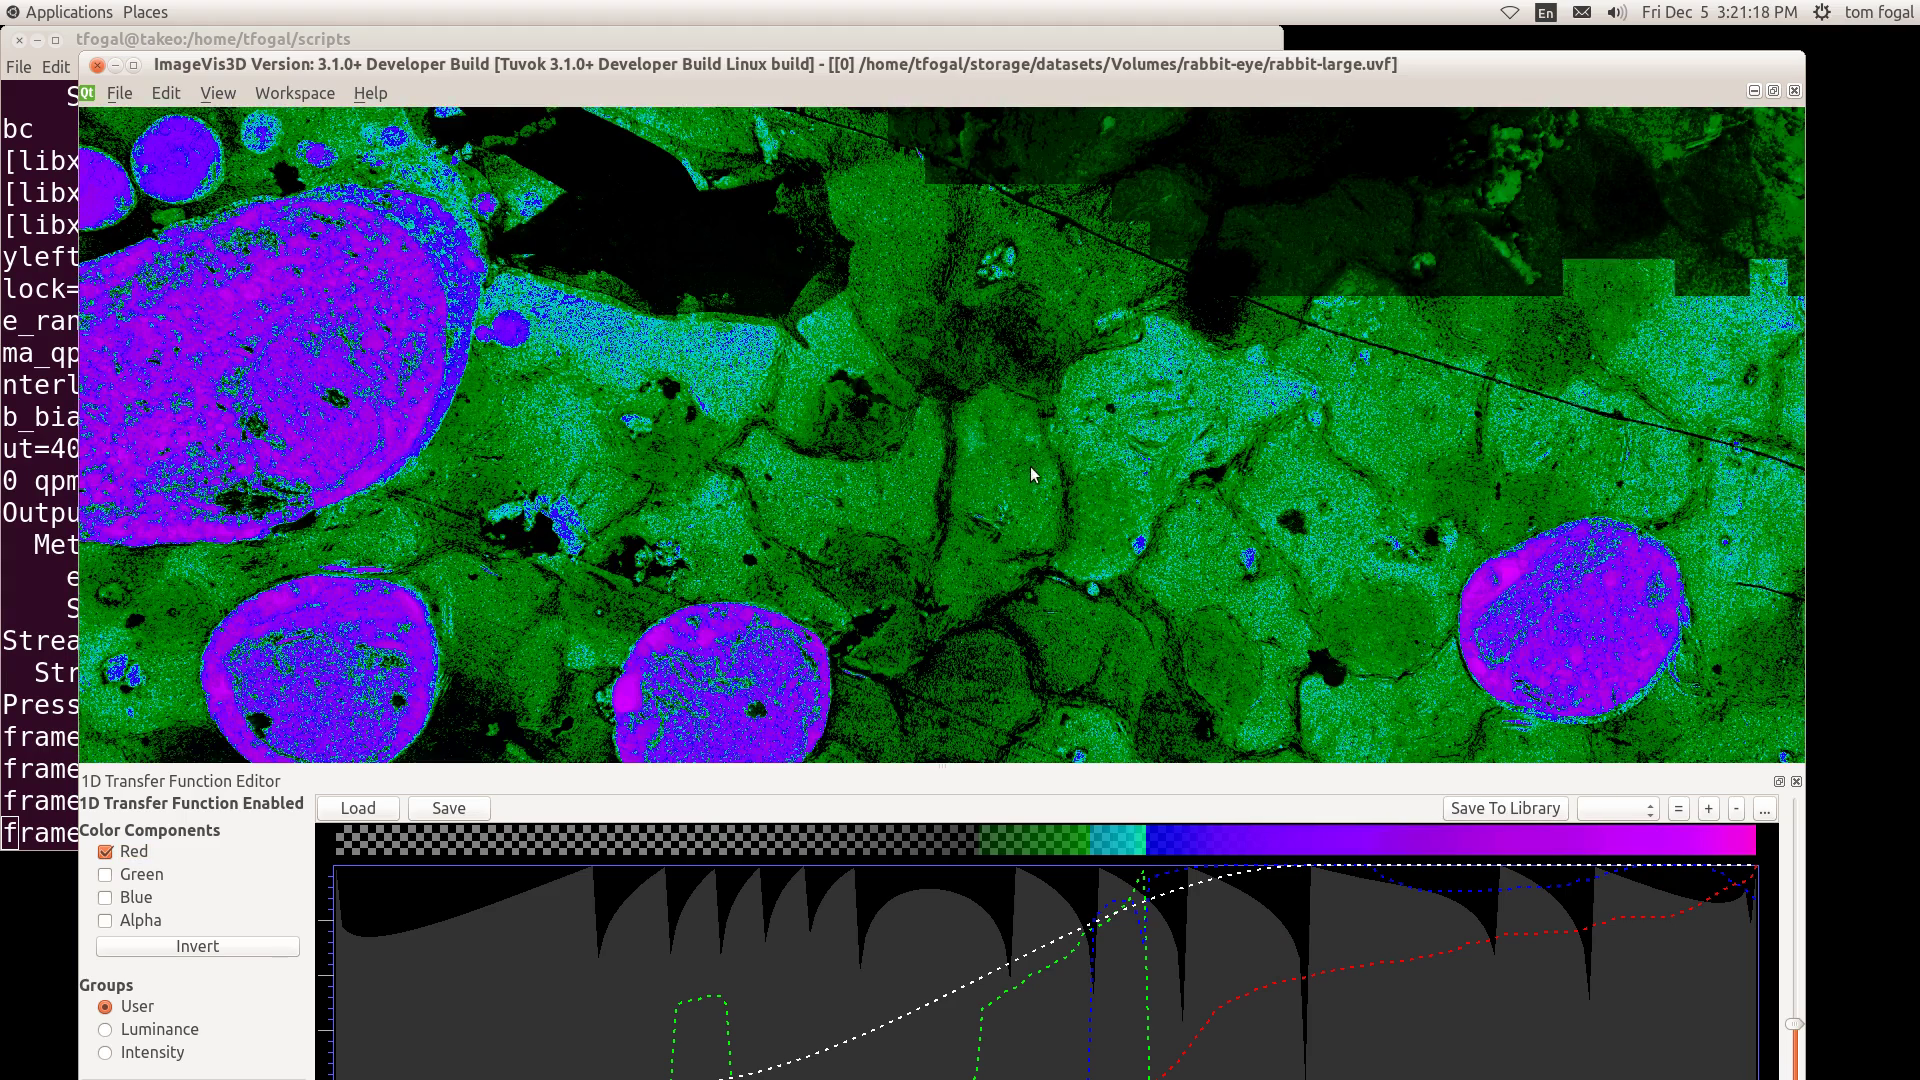 Applications Places En Fri Dec 5 3:21:18 PM tom fogal
tfogal@takeo:/home/tfogal/scripts
File Edit
ImageVis3D Version: 3.1.0+ Developer Build [Tuvok 3.1.0+ Developer Build Linux build] - [[0] /home/tfogal/storage/datasets/Volumes/rabbit-eye/rabbit-large.uvf]
Qt File Edit View Workspace Help
S
bc
[libx
[libx
[libx
yleft
lock=
e_ran
ma_qp
nterl
b_bia
ut=40
0 qpm
Outpu
Met
e
S
Strea
Str
Press
frame
frame
frame
frame
1D Transfer Function Editor
1D Transfer Function Enabled
Load Save Save To Library = + - ...
Color Components
Red
Green
Blue
Alpha
Invert
Groups
User
Luminance
Intensity